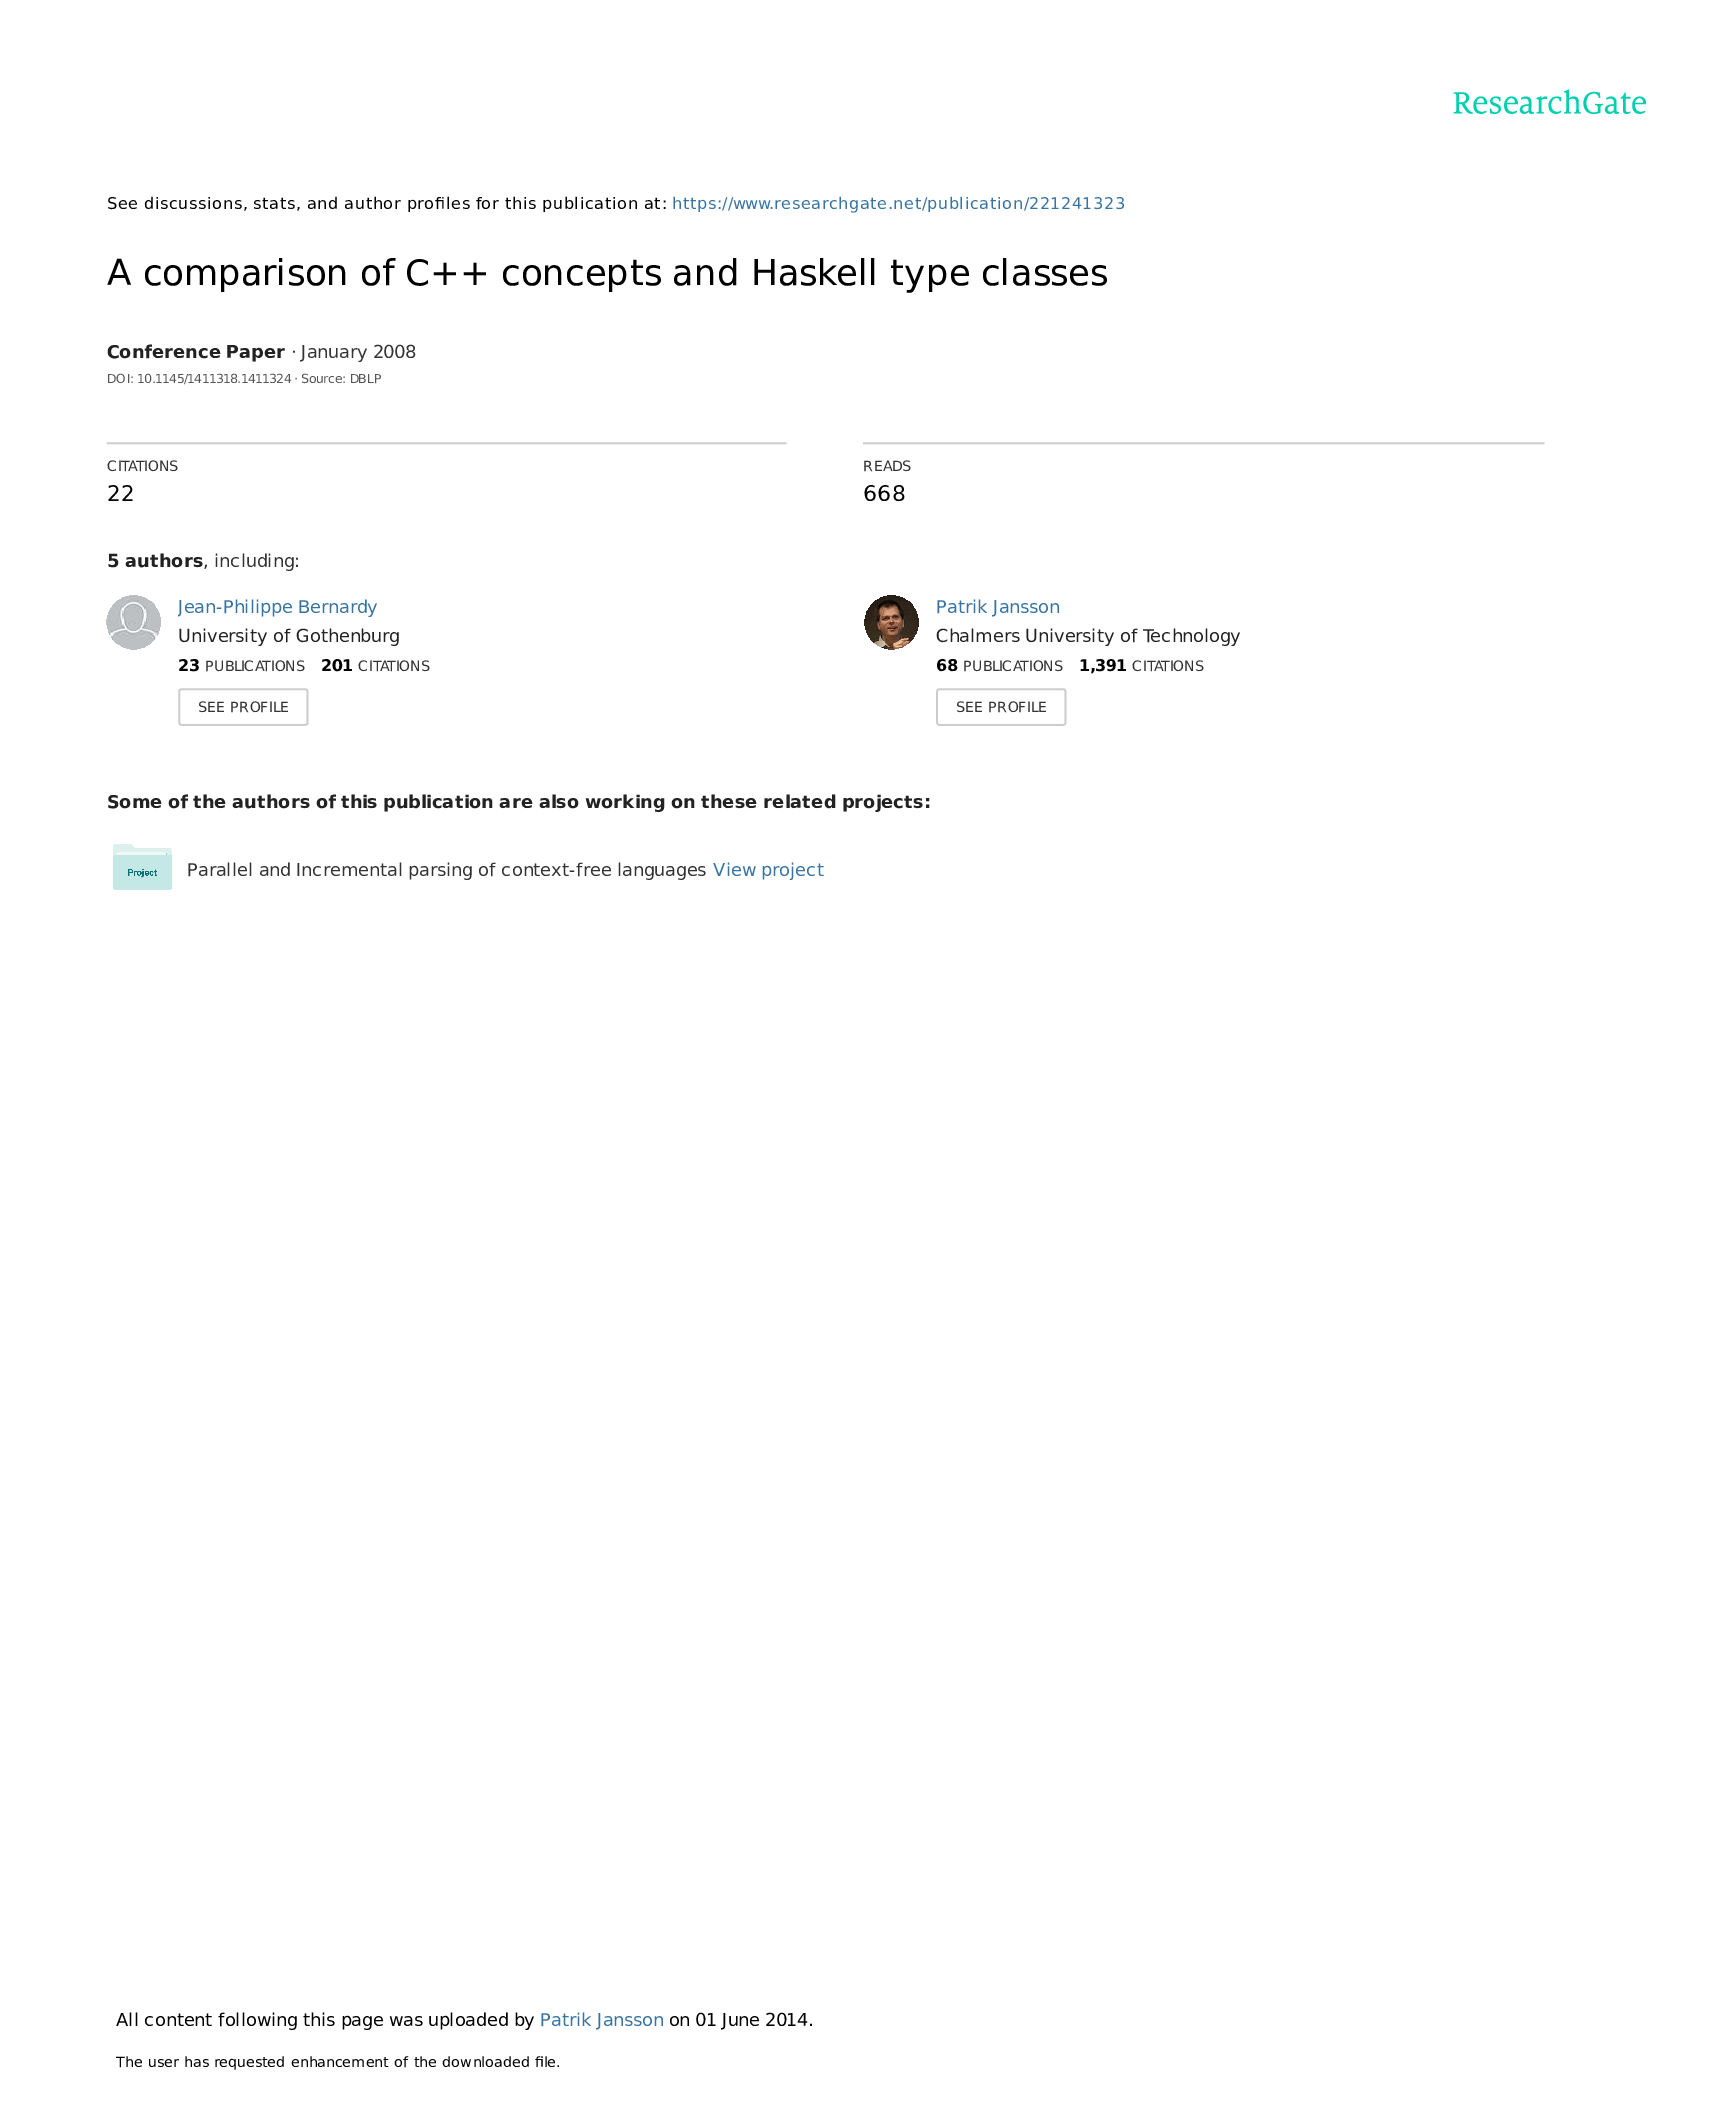 ResearchGate
See discussions, stats, and author profiles for this publication at: https://www.researchgate.net/publication/221241323
A comparison of C++ concepts and Haskell type classes
Conference Paper · January 2008
DOI: 10.1145/1411318.1411324 · Source: DBLP
CITATIONS
22
READS
668
5 authors, including:
Jean-Philippe Bernardy
University of Gothenburg
23 PUBLICATIONS 201 CITATIONS
SEE PROFILE
Patrik Jansson
Chalmers University of Technology
68 PUBLICATIONS 1,391 CITATIONS
SEE PROFILE
Some of the authors of this publication are also working on these related projects:
Project
Parallel and Incremental parsing of context-free languages View project
All content following this page was uploaded by Patrik Jansson on 01 June 2014.
The user has requested enhancement of the downloaded file.